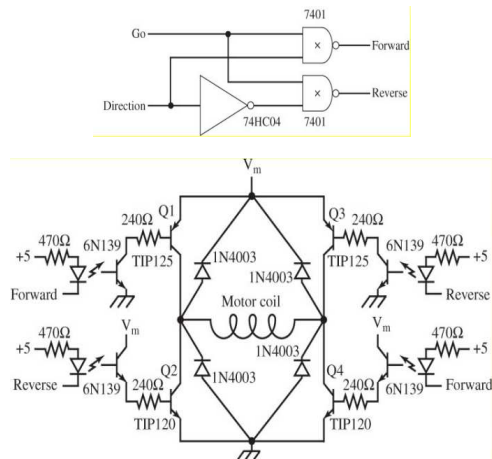 7401
Go
x
Forward
Direction
x
Reverse
74HC04
7401
Vm
Q1
Q3
470Ω
6N139
240Ω
240Ω
6N139
470Ω
+5
+5
TIP125
1N4003
1N4003
TIP125
Forward
Motor coil
Reverse
470Ω
Vm
1N4003
Vm
470Ω
+5
240Ω
Q2
1N4003
Q4
240Ω
+5
Reverse
6N139
6N139
Forward
TIP120
TIP120